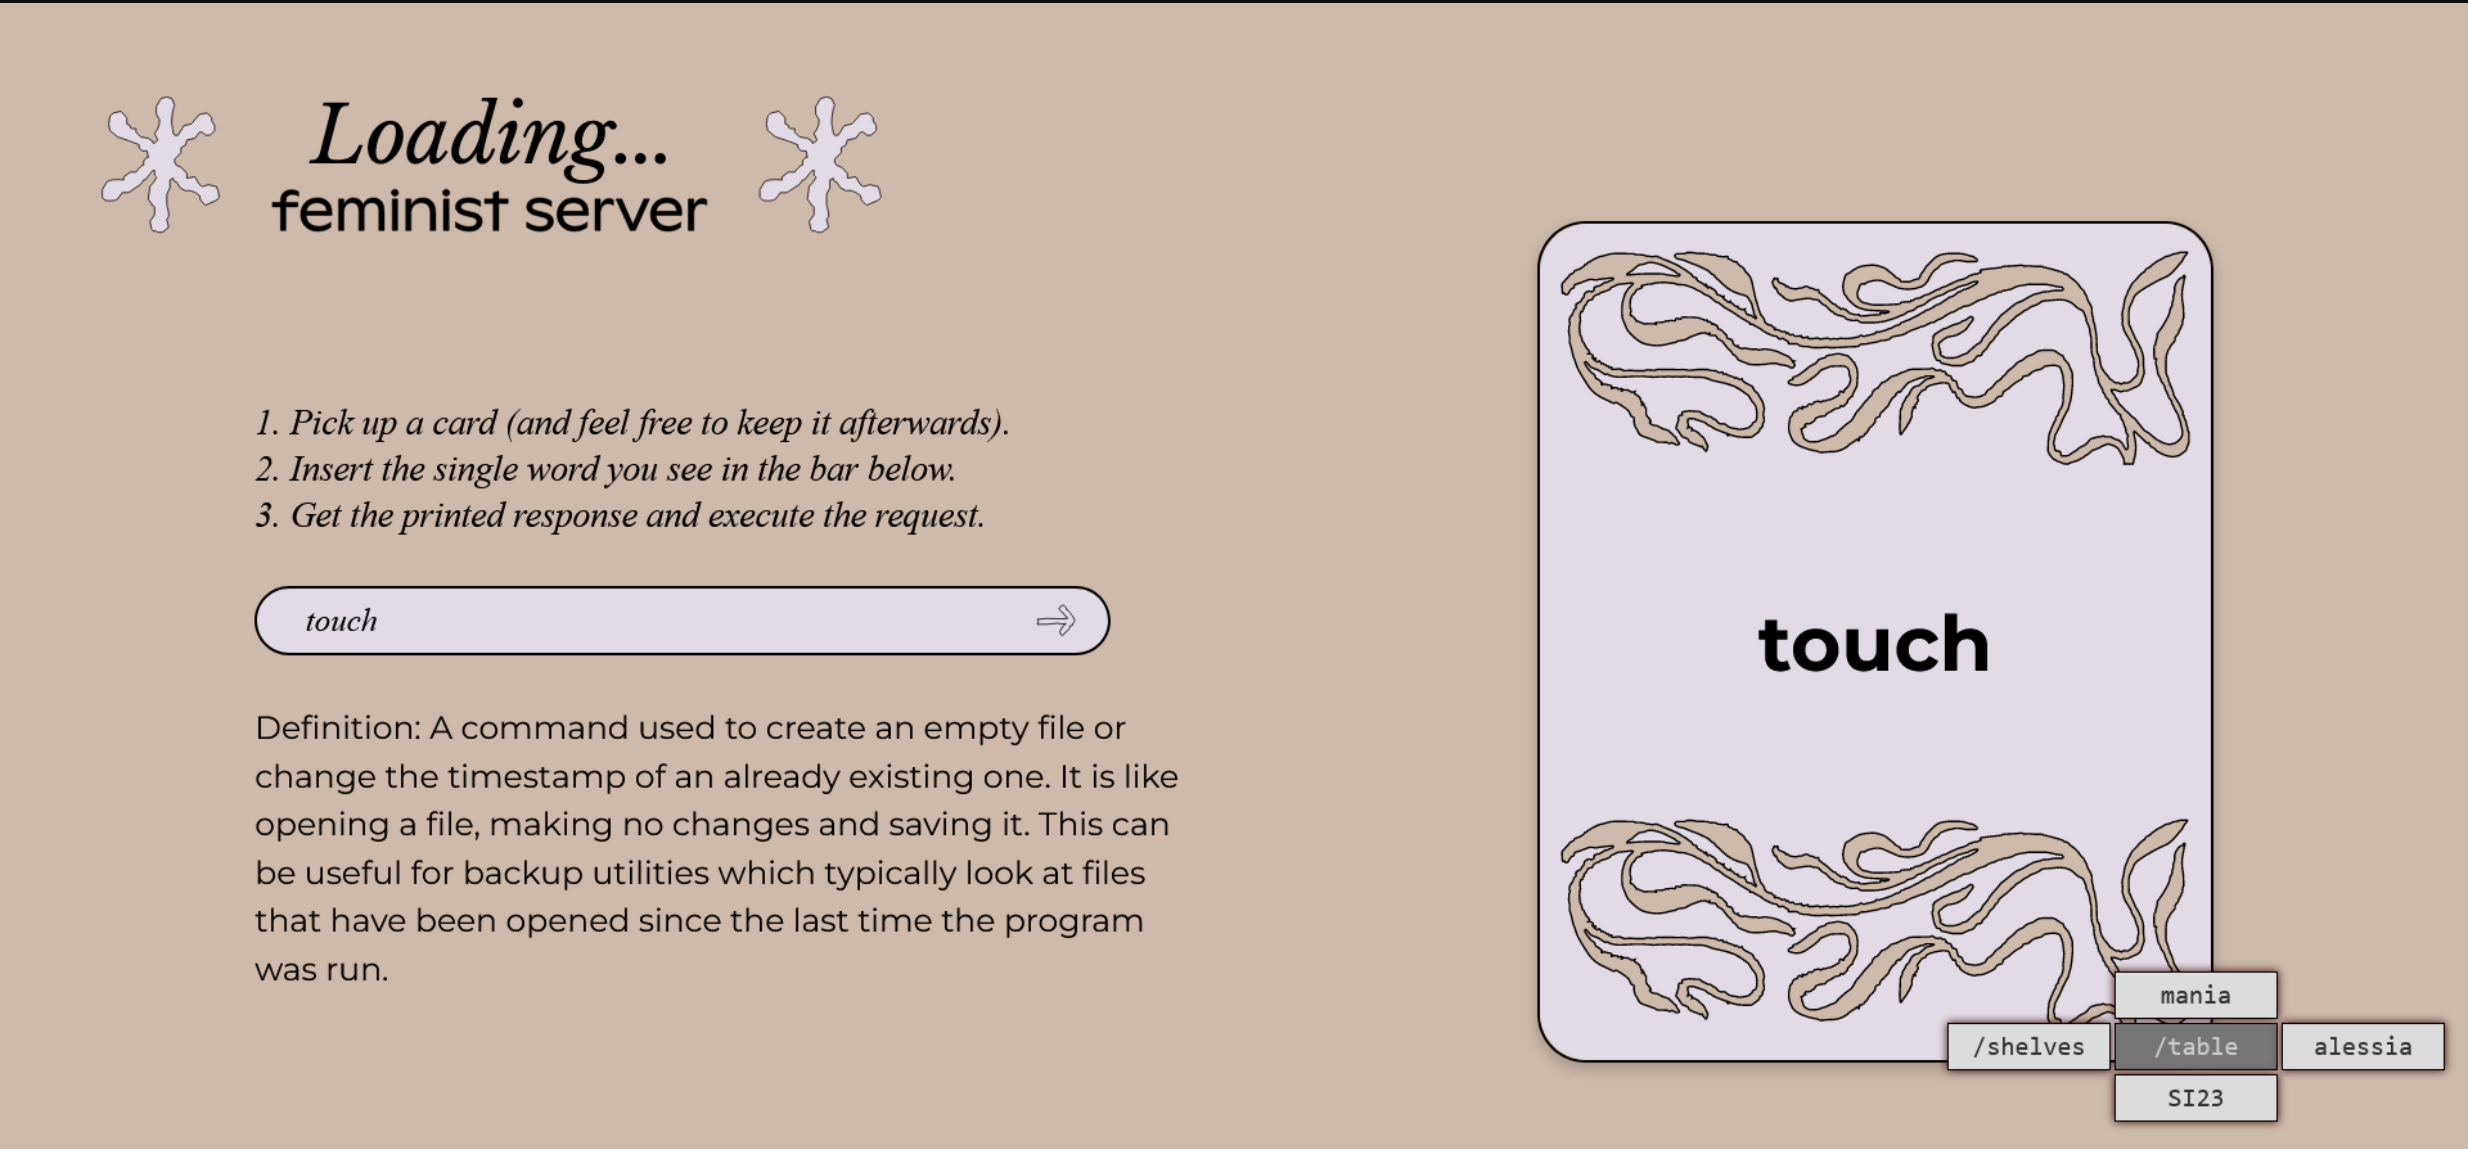 Loading...
feminist server
1. Pick up a card (and feel free to keep it afterwards).
2. Insert the single word you see in the bar below.
3. Get the printed response and execute the request.
touch
Definition: A command used to create an empty file or
change the timestamp of an already existing one. It is like
opening a file, making no changes and saving it. This can
be useful for backup utilities which typically look at files
that have been opened since the last time the program
was run.
touch
mania
/shelves
/table
alessia
SI23